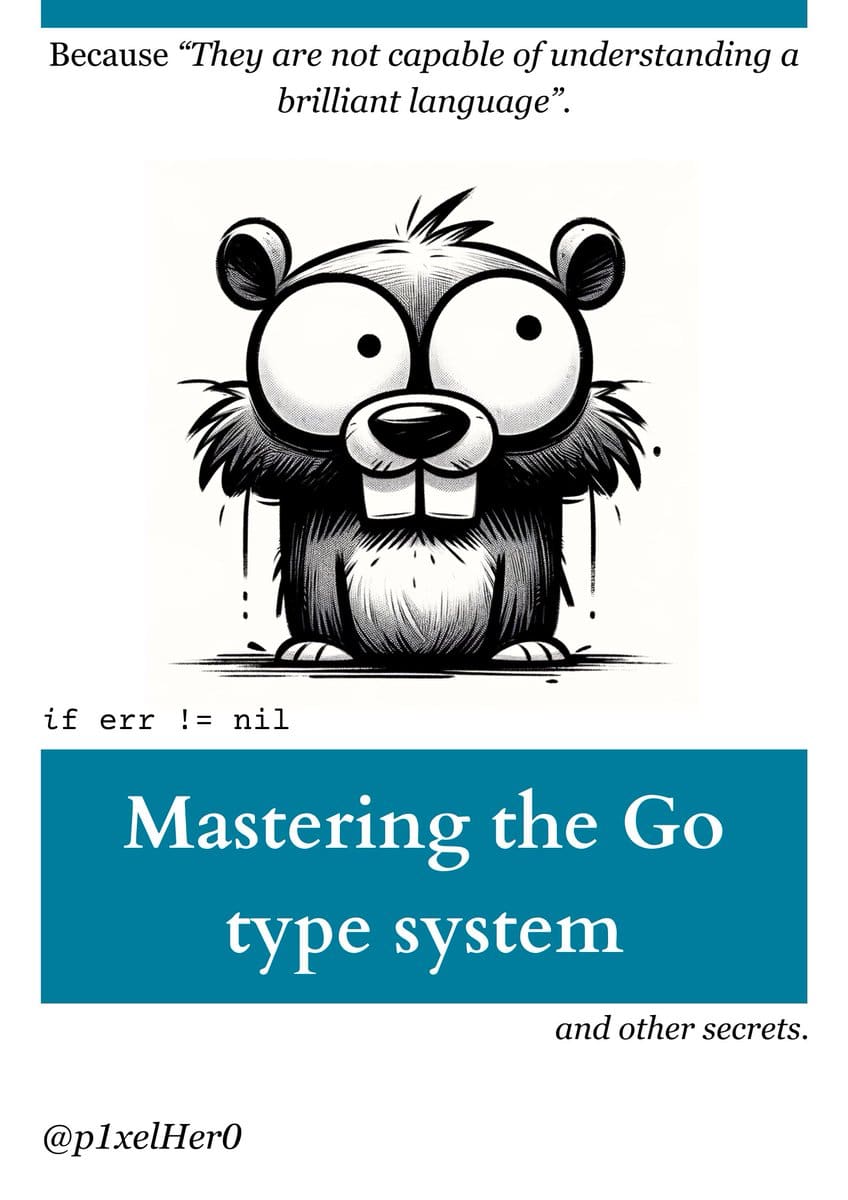 Because “They are not capable of understanding a
brilliant language”.
if err != nil
Mastering the Go
type system
and other secrets.
@p1xelHer0